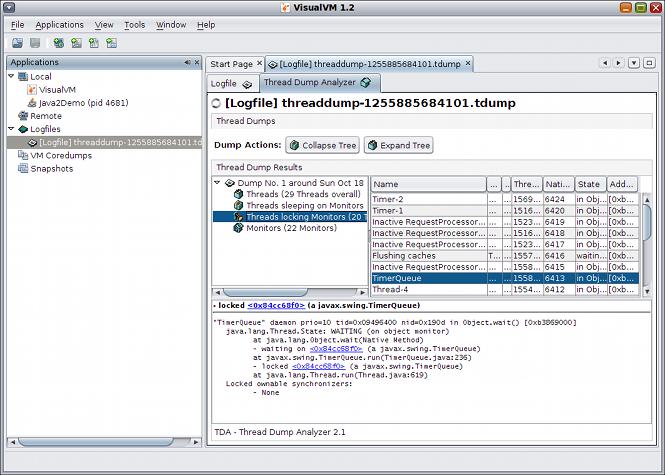 VisualVM 1.2
File Applications View Tools Window Help
Applications
Local
VisualVM
Java2Demo (pid 4681)
Remote
Logfiles
[Logfile] threaddump-1255885684101.td
VM Coredumps
Snapshots
Start Page [Logfile] threaddump-1255885684101.tdump
Logfile Thread Dump Analyzer
[Logfile] threaddump-1255885684101.tdump
Thread Dumps
Dump Actions: Collapse Tree Expand Tree
Thread Dump Results
Dump No. 1 around Sun Oct 18
Threads (29 Threads overall)
Threads sleeping on Monitors
Threads locking Monitors (20 T
Monitors (22 Monitors)
Name ... ... Thre... Nati... State Add...
Timer-2 ... ... 1569... 6424 in Obj... [0xb...
Timer-1 ... ... 1516... 6420 in Obj... [0xb...
Inactive RequestProcessor... ... ... 1523... 6419 in Obj... [0xb...
Inactive RequestProcessor... ... ... 1516... 6418 in Obj... [0xb...
Inactive RequestProcessor... ... ... 1523... 6417 in Obj... [0xb...
Flushing caches T... ... 1557... 6416 waitin... [0xb...
Inactive RequestProcessor... ... ... 1558... 6415 in Obj... [0xb...
TimerQueue ... ... 1558... 6413 in Obj... [0xb...
Thread-4 ... ... 1554... 6412 in Obj... [0xb...
- locked <0x84cc68f0> (a javax.swing.TimerQueue)
"TimerQueue" daemon prio=10 tid=0x09496400 nid=0x190d in Object.wait() [0xb3869000]
java.lang.Thread.State: WAITING (on object monitor)
at java.lang.Object.wait(Native Method)
- waiting on <0x84cc68f0> (a javax.swing.TimerQueue)
at javax.swing.TimerQueue.run(TimerQueue.java:236)
- locked <0x84cc68f0> (a javax.swing.TimerQueue)
at java.lang.Thread.run(Thread.java:619)
Locked ownable synchronizers:
- None
TDA - Thread Dump Analyzer 2.1